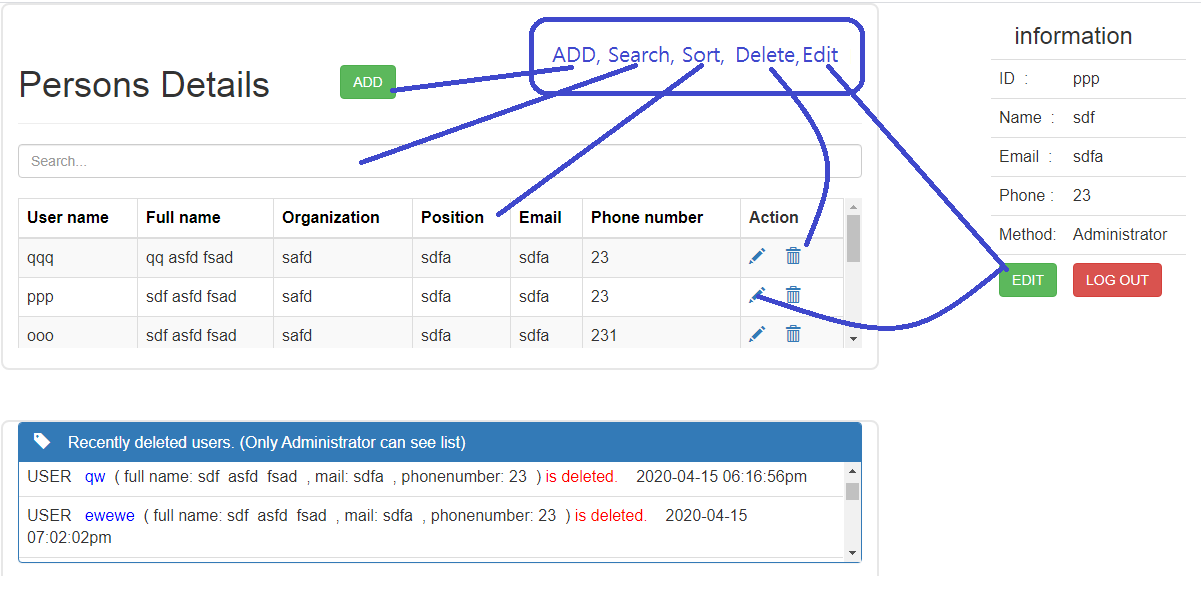 ADD, Search, Sort, Delete, Edit
Persons Details
ADD
Search...
User name Full name Organization Position Email Phone number Action
qqq qq asfd fsad safd sdfa sdfa 23
ppp sdf asfd fsad safd sdfa sdfa 23
ooo sdf asfd fsad safd sdfa sdfa 231
information
ID : ppp
Name : sdf
Email : sdfa
Phone : 23
Method: Administrator
EDIT LOG OUT
Recently deleted users. (Only Administrator can see list)
USER qw ( full name: sdf asfd fsad , mail: sdfa , phonenumber: 23 ) is deleted. 2020-04-15 06:16:56pm
USER ewewe ( full name: sdf asfd fsad , mail: sdfa , phonenumber: 23 ) is deleted. 2020-04-15
07:02:02pm